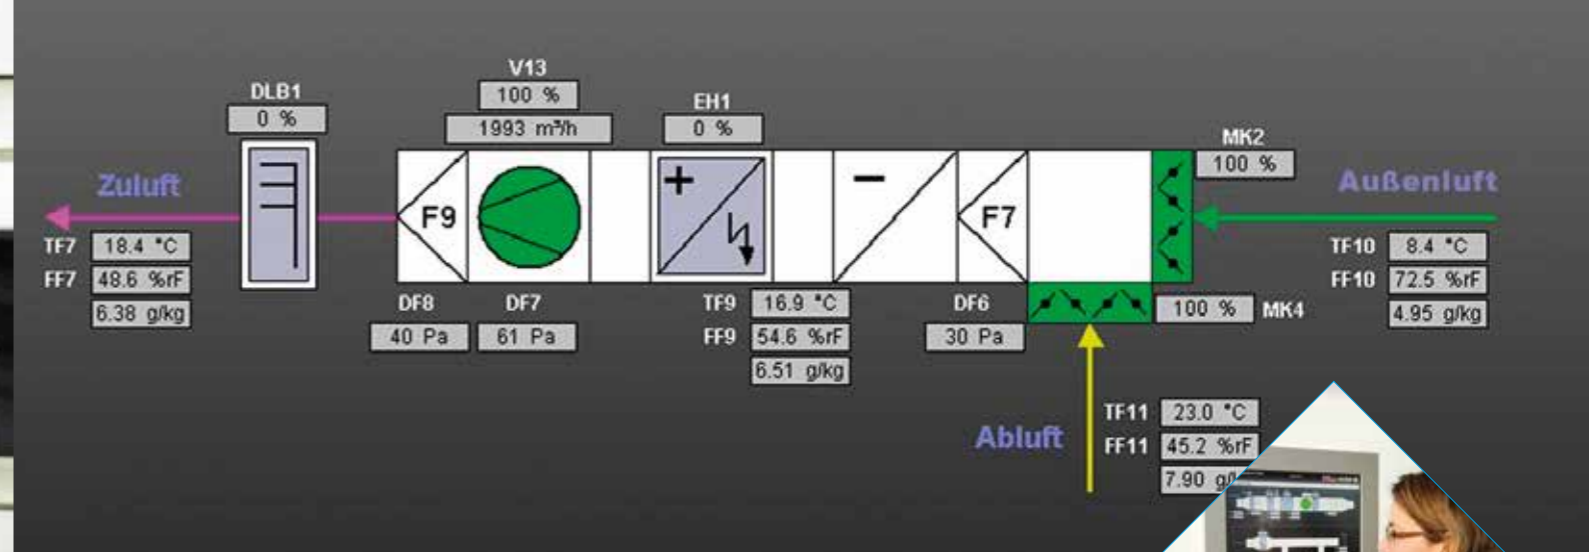 V13
100 %
1993 m³/h
DLB1
0 %
EH1
0 %
MK2
100 %
Zuluft
TF7 18.4 °C
FF7 48.6 %rF
6.38 g/kg
F9
+
−
F7
Außenluft
TF10 8.4 °C
FF10 72.5 %rF
4.95 g/kg
DF8
40 Pa
DF7
61 Pa
TF9 16.9 °C
FF9 54.6 %rF
6.51 g/kg
DF6
30 Pa
100 % MK4
Abluft
TF11 23.0 °C
FF11 45.2 %rF
7.90